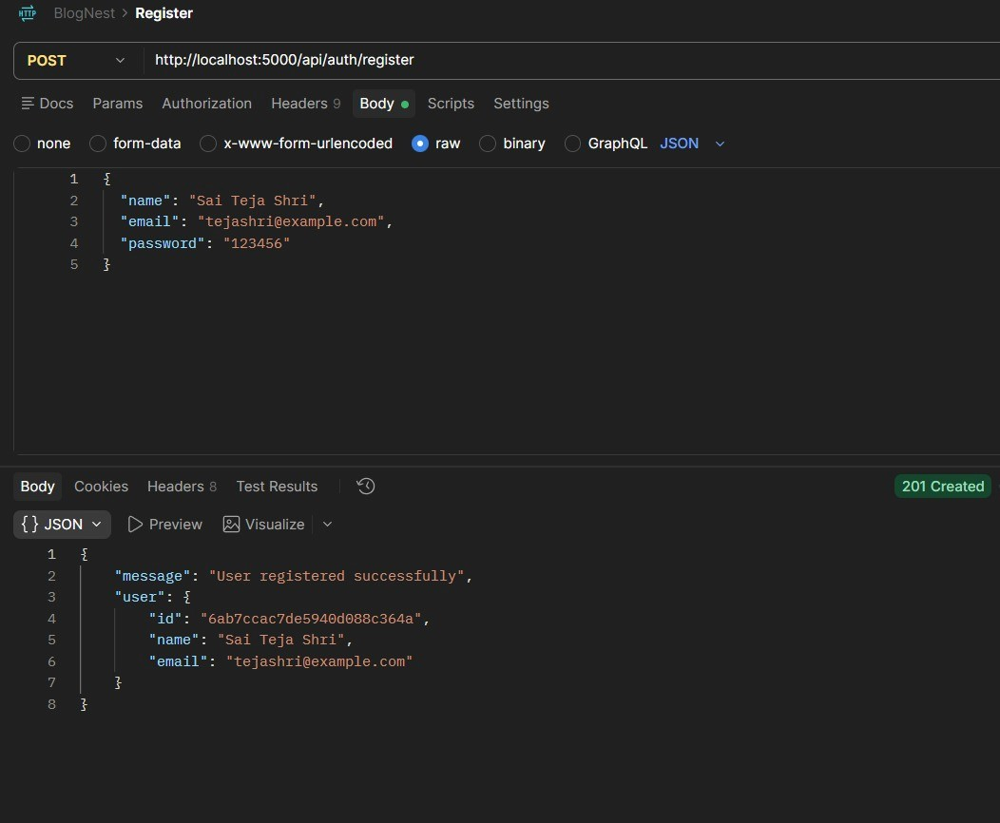 HTTP BlogNest > Register
POST http://localhost:5000/api/auth/register
Docs Params Authorization Headers 9 Body Scripts Settings
none form-data x-www-form-urlencoded raw binary GraphQL JSON
1 {
2 "name": "Sai Teja Shri",
3 "email": "tejashri@example.com",
4 "password": "123456"
5 }
Body Cookies Headers 8 Test Results 201 Created
{} JSON Preview Visualize
1 {
2 "message": "User registered successfully",
3 "user": {
4 "id": "6ab7ccac7de5940d088c364a",
5 "name": "Sai Teja Shri",
6 "email": "tejashri@example.com"
7 }
8 }